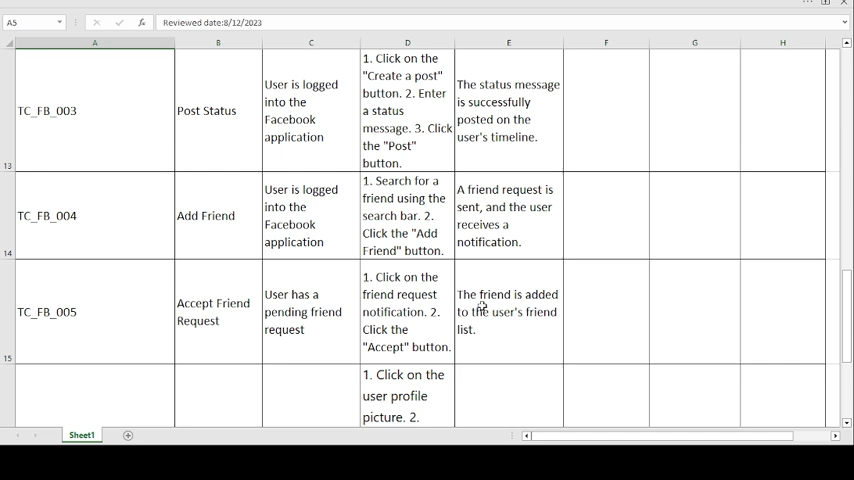 A5
fx
Reviewed date:8/12/2023
A B C D E F G H
13
TC_FB_003
Post Status
User is logged
into the
Facebook
application
1. Click on the
"Create a post"
button. 2. Enter
a status
message. 3. Click
the "Post"
button.
The status message
is successfully
posted on the
user's timeline.
14
TC_FB_004
Add Friend
User is logged
into the
Facebook
application
1. Search for a
friend using the
search bar. 2.
Click the "Add
Friend" button.
A friend request is
sent, and the user
receives a
notification.
15
TC_FB_005
Accept Friend
Request
User has a
pending friend
request
1. Click on the
friend request
notification. 2.
Click the
"Accept" button.
The friend is added
to the user's friend
list.
1. Click on the
user profile
picture. 2.
Sheet1